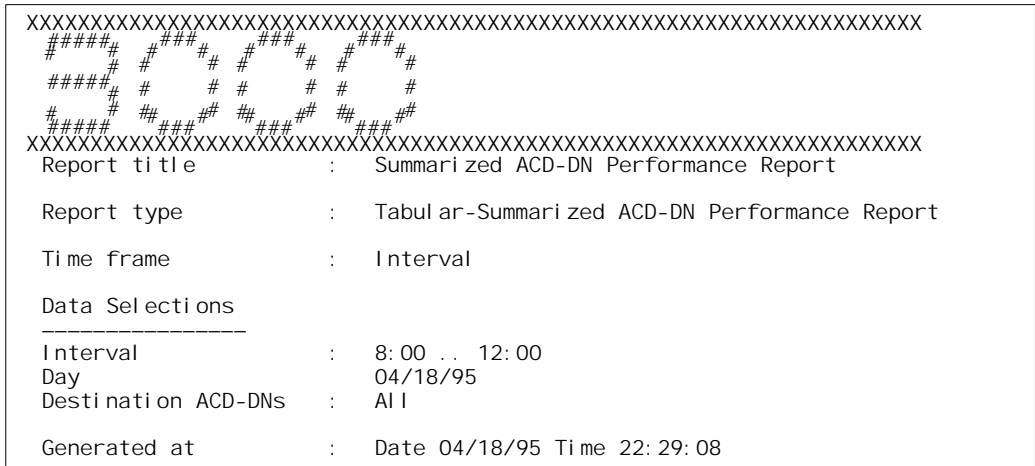 XXXXXXXXXXXXXXXXXXXXXXXXXXXXXXXXXXXXXXXXXXXXXXXXXXXXXXXXXXXXXXXXXXXXXX
3000
XXXXXXXXXXXXXXXXXXXXXXXXXXXXXXXXXXXXXXXXXXXXXXXXXXXXXXXXXXXXXXXXXXXXXX
Report title : Summarized ACD-DN Performance Report
Report type : Tabular-Summarized ACD-DN Performance Report
Time frame : Interval
Data Selections
----------------
Interval : 8:00 .. 12:00
Day 04/18/95
Destination ACD-DNs : All
Generated at : Date 04/18/95 Time 22:29:08